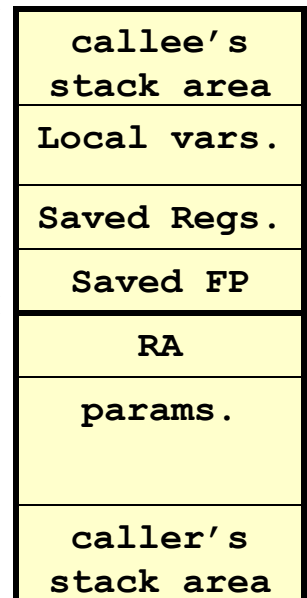 callee’s
stack area
Local vars.
Saved Regs.
Saved FP
RA
params.
caller’s
stack area